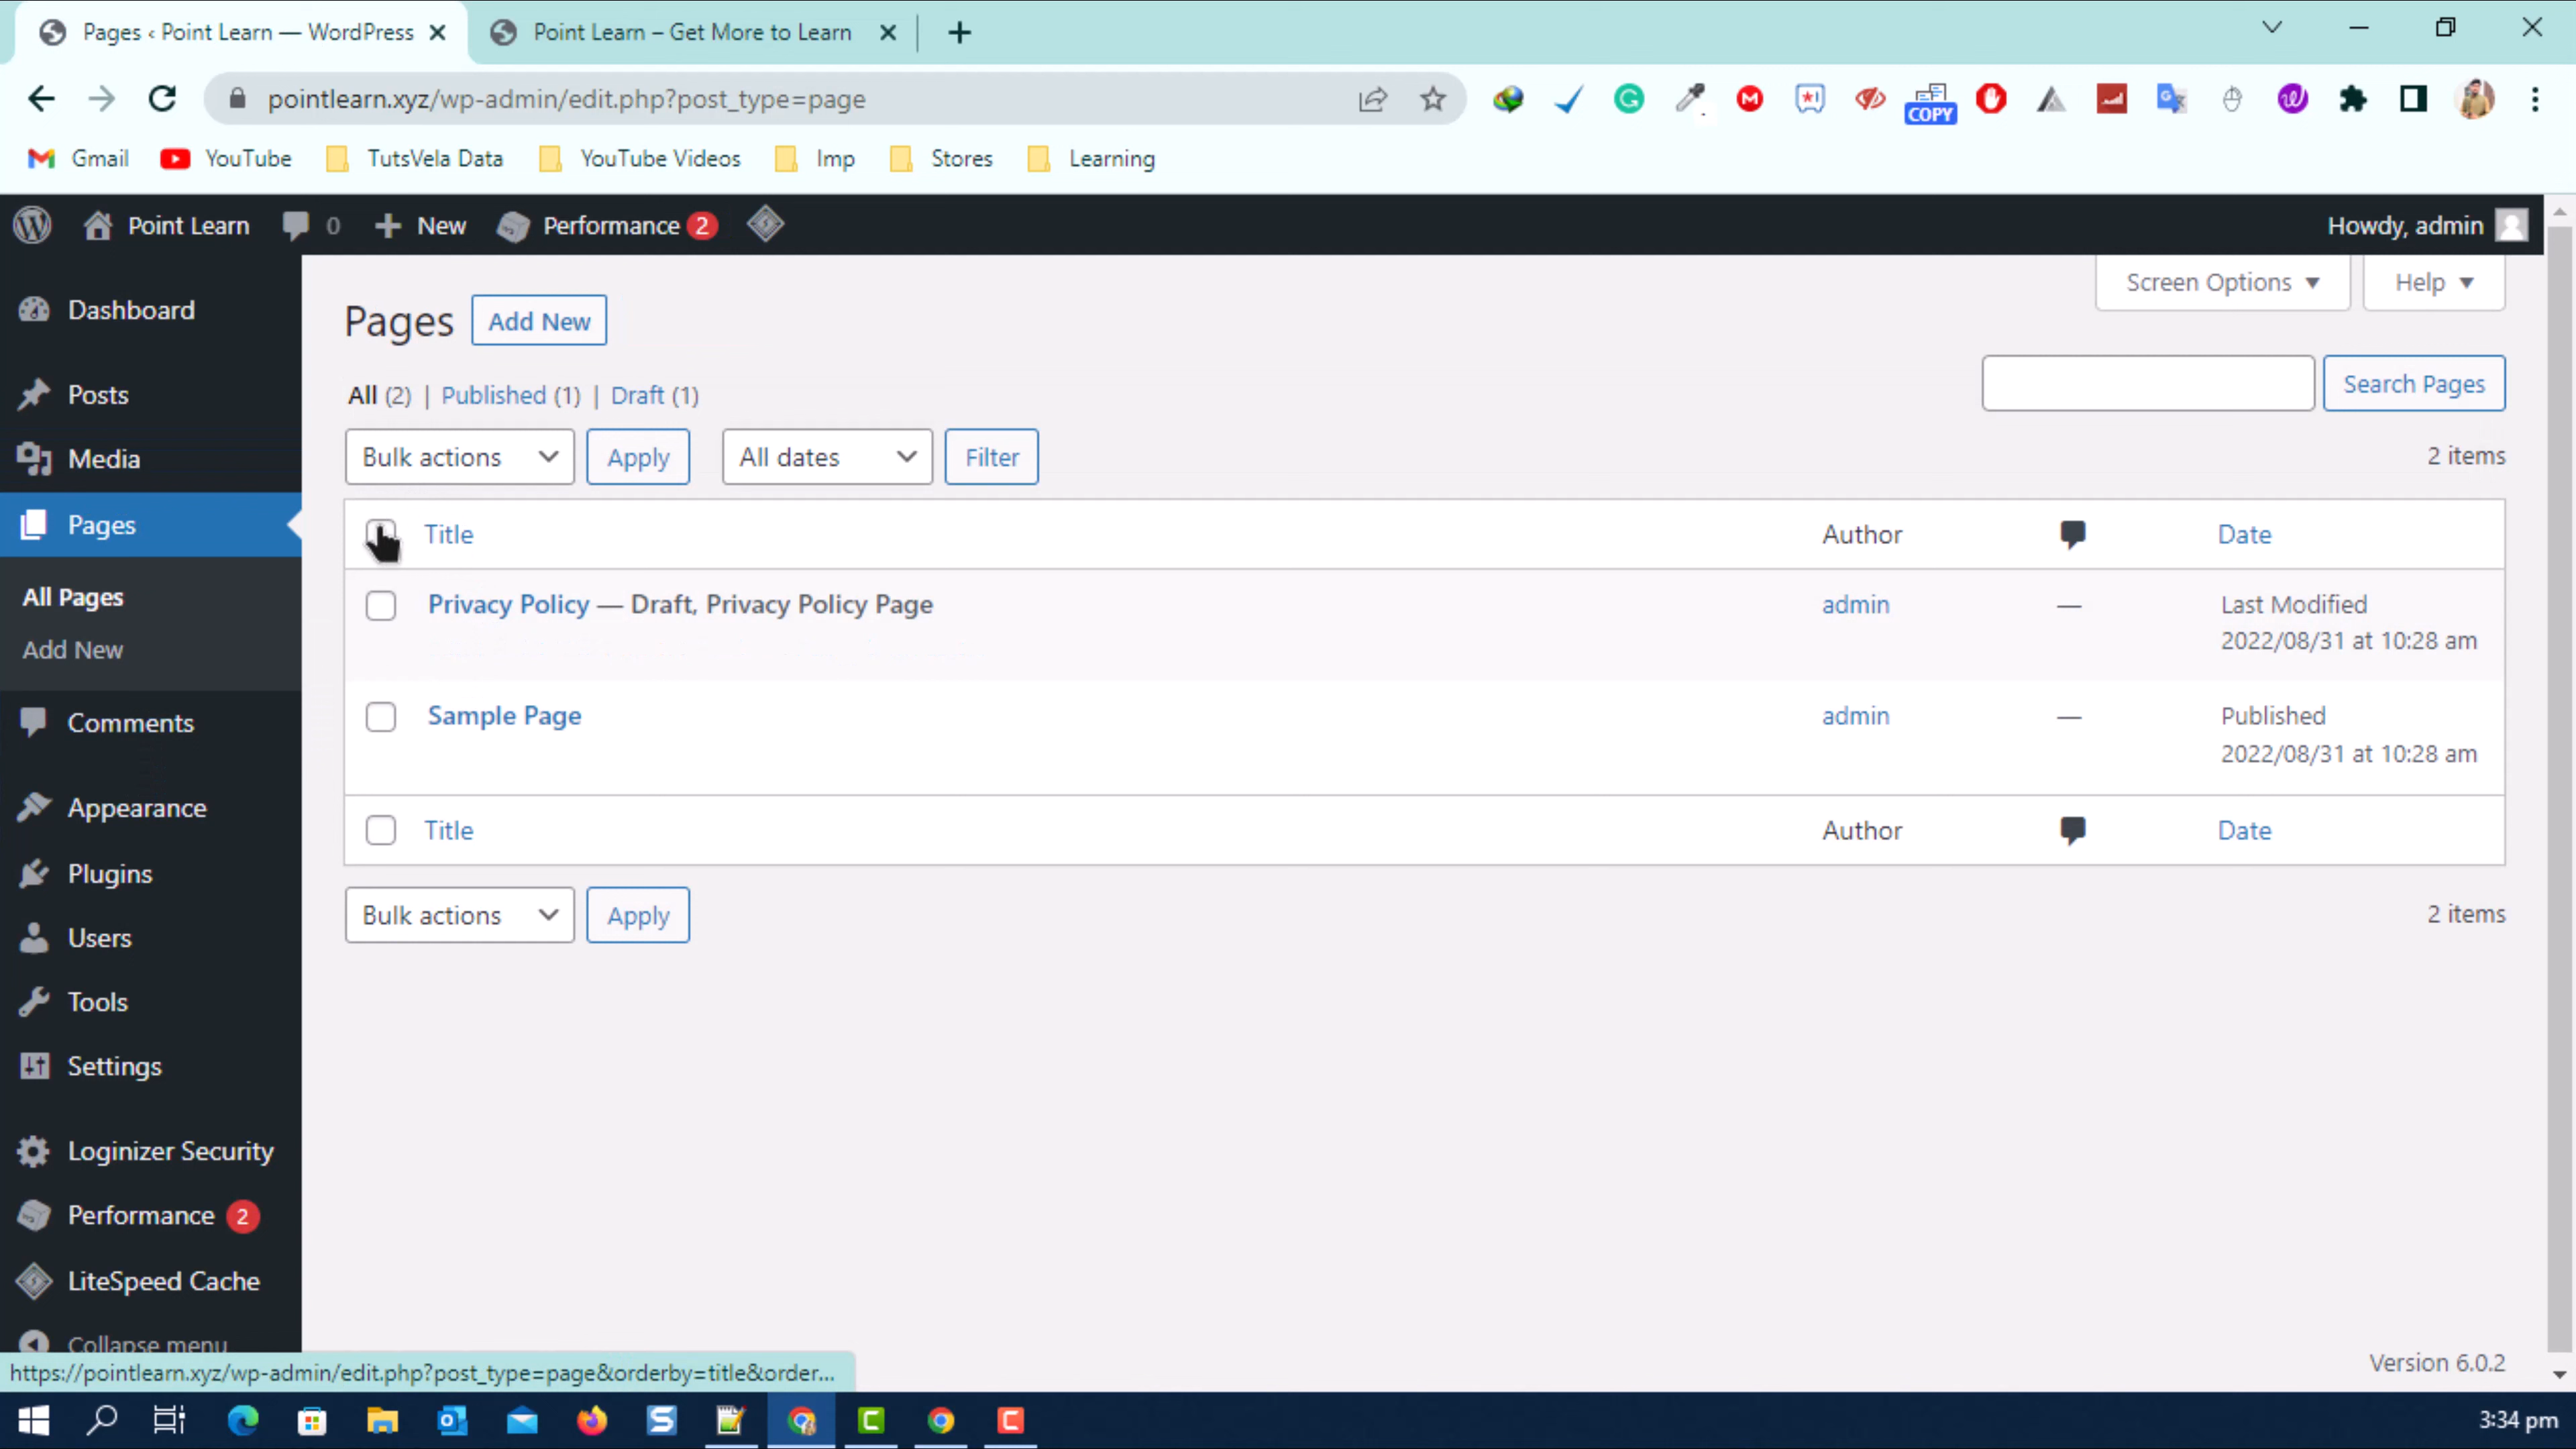 Pages ‹ Point Learn — WordPress
Point Learn – Get More to Learn
pointlearn.xyz/wp-admin/edit.php?post_type=page
COPY
Gmail YouTube TutsVela Data YouTube Videos Imp Stores Learning
Point Learn 0 New Performance 2 Howdy, admin
Screen Options ▼ Help ▼
Dashboard
Posts
Media
Pages
All Pages
Add New
Comments
Appearance
Plugins
Users
Tools
Settings
Loginizer Security
Performance 2
LiteSpeed Cache
Collapse menu
Pages Add New
All (2) | Published (1) | Draft (1)
Search Pages
Bulk actions Apply All dates Filter 2 items
Title Author Date
Privacy Policy — Draft, Privacy Policy Page admin — Last Modified
2022/08/31 at 10:28 am
Sample Page admin — Published
2022/08/31 at 10:28 am
Title Author Date
Bulk actions Apply 2 items
Version 6.0.2
https://pointlearn.xyz/wp-admin/edit.php?post_type=page&orderby=title&order...
3:34 pm